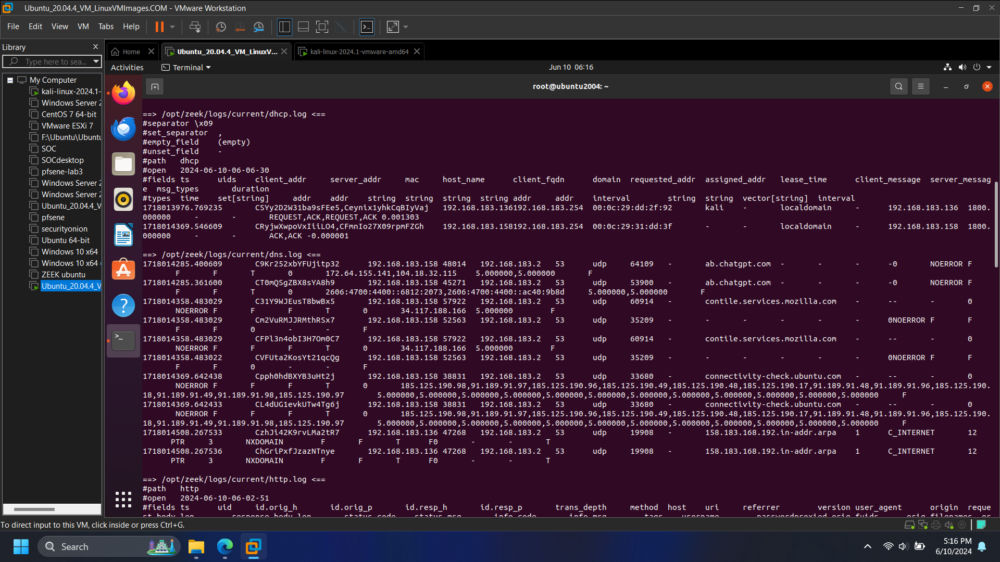 Ubuntu_20.04.4_VM_LinuxVMImages.COM - VMware Workstation
File Edit View VM Tabs Help
Library
Type here to sea...
My Computer
kali-linux-2024.1-
Windows Server 2
CentOS 7 64-bit
VMware ESXi 7
F:\Ubuntu\Ubuntu
SOC
SOCdesktop
pfsene-lab3
Windows Server 2
Windows Server 2
Ubuntu_20.04.4_V
pfsene
securityonion
Ubuntu 64-bit
Windows 10 x64
Windows 10 x64
ZEEK ubuntu
Ubuntu_20.04.4_V
Home
Ubuntu_20.04.4_VM_LinuxV...
kali-linux-2024.1-vmware-amd64
Activities Terminal Jun 10 06:16
root@ubuntu2004: ~
==> /opt/zeek/logs/current/dhcp.log <==
#separator \x09
#set_separator ,
#empty_field (empty)
#unset_field -
#path dhcp
#open 2024-06-10-06-06-30
#fields ts uids client_addr server_addr mac host_name client_fqdn domain requested_addr assigned_addr lease_time client_message server_messag
e msg_types duration
#types time set[string] addr addr string string string string addr addr interval string string vector[string] interval
1718013976.769235 CSYy2D2W31ba9sFEe5,Ceynix1yhkCqBIyVaj 192.168.183.136192.168.183.254 00:0c:29:dd:2f:92 kali - localdomain - 192.168.183.136 1800.
000000 - - REQUEST,ACK,REQUEST,ACK 0.001303
1718014369.546609 CRyjwXwpoVxIiiLO4,CFmnIo27X09rpmFZGh 192.168.183.158192.168.183.254 00:0c:29:31:dd:3f - - localdomain - 192.168.183.158 1800.
000000 - - ACK,ACK -0.000001
==> /opt/zeek/logs/current/dns.log <==
1718014285.400609 C9Kr252xbYFUjitp32 192.168.183.158 48014 192.168.183.2 53 udp 64109 - ab.chatgpt.com - - - -0 NOERROR F
F F T 0 172.64.155.141,104.18.32.115 5.000000,5.000000 F
1718014285.361600 CT0mQSgZBX8sYA8h9 192.168.183.158 45271 192.168.183.2 53 udp 53900 - ab.chatgpt.com - - - -0 NOERROR F
F F T 0 2606:4700:4400::6812:2073,2606:4700:4400::ac40:9b8d 5.000000,5.000000 F
1718014358.483029 C31Y9WJEusT8bwBx5 192.168.183.158 57922 192.168.183.2 53 udp 60914 - contile.services.mozilla.com - -- - 0
NOERROR F F F T 0 34.117.188.166 5.000000 F
1718014358.483029 Cm2VuRMJJRMthRSx7 192.168.183.158 52563 192.168.183.2 53 udp 35209 - - - - - - 0NOERROR F F
F F 0 - - F
1718014358.483029 CFPl3n4obI3H7Om0C7 192.168.183.158 57922 192.168.183.2 53 udp 60914 - contile.services.mozilla.com - -- - 0
NOERROR F F F T 0 34.117.188.166 5.000000 F
1718014358.483022 CVFUta2KosYt21qcQg 192.168.183.158 52563 192.168.183.2 53 udp 35209 - - - - - - 0NOERROR F F
F F 0 - - F
1718014369.642438 Cpph0hdBXYB3uHt2j 192.168.183.158 38831 192.168.183.2 53 udp 33680 - connectivity-check.ubuntu.com - -- - 0
NOERROR F F F T 0 185.125.190.98,91.189.91.97,185.125.190.96,185.125.190.49,185.125.190.48,185.125.190.17,91.189.91.48,91.189.91.96,185.125.190.
18,91.189.91.49,91.189.91.98,185.125.190.97 5.000000,5.000000,5.000000,5.000000,5.000000,5.000000,5.000000,5.000000,5.000000,5.000000,5.000000,5.000000 F
1718014369.642433 CL4dUG1evkUTw4Tg6j 192.168.183.158 38831 192.168.183.2 53 udp 33680 - connectivity-check.ubuntu.com - -- - 0
NOERROR F F F T 0 185.125.190.98,91.189.91.97,185.125.190.96,185.125.190.49,185.125.190.48,185.125.190.17,91.189.91.48,91.189.91.96,185.125.190.
18,91.189.91.49,91.189.91.98,185.125.190.97 5.000000,5.000000,5.000000,5.000000,5.000000,5.000000,5.000000,5.000000,5.000000,5.000000,5.000000,5.000000 F
1718014508.267533 CzhJi42K9rvLMa2tR7 192.168.183.136 47268 192.168.183.2 53 udp 19908 - 158.183.168.192.in-addr.arpa 1 C_INTERNET 12
PTR 3 NXDOMAIN F F T F0 - - T
1718014508.267536 ChGriPxfJzazNTnye 192.168.183.136 47268 192.168.183.2 53 udp 19908 - 158.183.168.192.in-addr.arpa 1 C_INTERNET 12
PTR 3 NXDOMAIN F F T F0 - - T
==> /opt/zeek/logs/current/http.log <==
#path http
#open 2024-06-10-06-02-51
#fields ts uid id.orig_h id.orig_p id.resp_h id.resp_p trans_depth method host uri referrer version user_agent origin reque
st_body_len response_body_len status_code status_msg info_code info_msg tags username passwordproxied orig_fuids orig_filenames
To direct input to this VM, click inside or press Ctrl+G.
Search
5:16 PM
6/10/2024